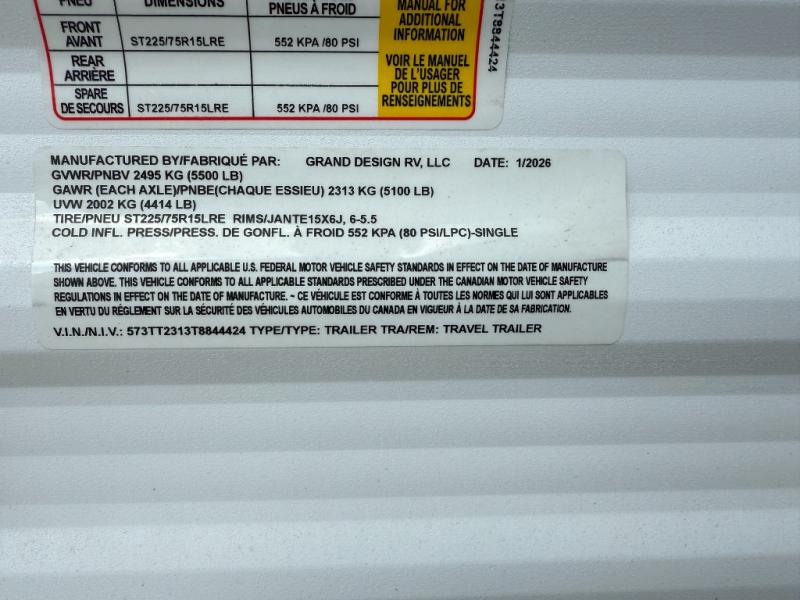 PNEU DIMENSIONS PNEUS À FROID
MANUAL FOR
ADDITIONAL
INFORMATION
FRONT
AVANT ST225/75R15LRE 552 KPA /80 PSI
REAR
ARRIÈRE
SPARE
DE SECOURS ST225/75R15LRE 552 KPA /80 PSI
VOIR LE MANUEL
DE L'USAGER
POUR PLUS DE
RENSEIGNEMENTS
13T8844424
MANUFACTURED BY/FABRIQUÉ PAR: GRAND DESIGN RV, LLC DATE: 1/2026
GVWR/PNBV 2495 KG (5500 LB)
GAWR (EACH AXLE)/PNBE(CHAQUE ESSIEU) 2313 KG (5100 LB)
UVW 2002 KG (4414 LB)
TIRE/PNEU ST225/75R15LRE RIMS/JANTE15X6J, 6-5.5
COLD INFL. PRESS/PRESS. DE GONFL. À FROID 552 KPA (80 PSI/LPC)-SINGLE
THIS VEHICLE CONFORMS TO ALL APPLICABLE U.S. FEDERAL MOTOR VEHICLE SAFETY STANDARDS IN EFFECT ON THE DATE OF MANUFACTURE
SHOWN ABOVE. THIS VEHICLE CONFORMS TO ALL APPLICABLE STANDARDS PRESCRIBED UNDER THE CANADIAN MOTOR VEHICLE SAFETY
REGULATIONS IN EFFECT ON THE DATE OF MANUFACTURE. ~ CE VÉHICULE EST CONFORME À TOUTES LES NORMES QUI LUI SONT APPLICABLES
EN VERTU DU RÈGLEMENT SUR LA SÉCURITÉ DES VÉHICULES AUTOMOBILES DU CANADA EN VIGUEUR À LA DATE DE SA FABRICATION.
V.I.N./N.I.V.: 573TT2313T8844424 TYPE/TYPE: TRAILER TRA/REM: TRAVEL TRAILER